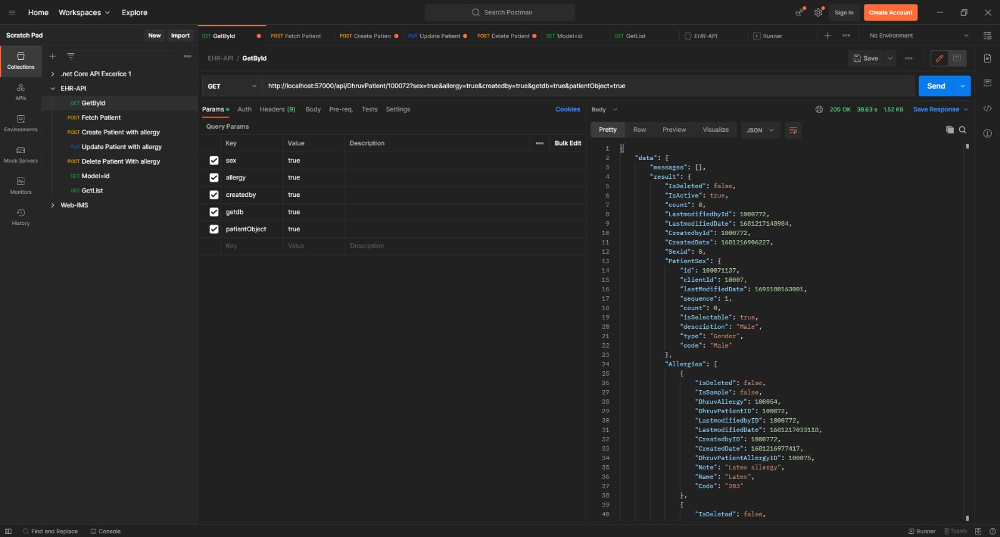 Home Workspaces Explore Search Postman Sign In Create Account
Scratch Pad New Import
GET GetById POST Fetch Patient POST Create Patien PUT Update Patient POST Delete Patient GET Model=id GET GetList EHR-API Runner No Environment
Collections
APIs
Environments
Mock Servers
Monitors
History
.net Core API Excerice 1
EHR-API
GET GetById
POST Fetch Patient
POST Create Patient with allergy
PUT Update Patient with allergy
POST Delete Patient With allergy
GET Model=id
GET GetList
Web-IMS
EHR-API / GetById Save
GET http://localhost:57000/api/DhruvPatient/100072?sex=true&allergy=true&createdby=true&getdb=true&patientObject=true Send
Params Auth Headers (9) Body Pre-req. Tests Settings Cookies
Query Params
Key Value Description Bulk Edit
sex true
allergy true
createdby true
getdb true
patientObject true
Key Value Description
Body 200 OK 38.63 s 1.52 KB Save Response
Pretty Raw Preview Visualize JSON
1 {
2 "data": {
3 "messages": [],
4 "result": {
5 "IsDeleted": false,
6 "IsActive": true,
7 "count": 0,
8 "LastmodifiedbyId": 1000772,
9 "LastmodifiedDate": 1681217148984,
10 "CreatedbyId": 1000772,
11 "CreatedDate": 1681216906227,
12 "Sexid": 0,
13 "PatientSex": {
14 "id": 100071137,
15 "clientId": 10007,
16 "lastModifiedDate": 1695100163001,
17 "sequence": 1,
18 "count": 0,
19 "isSelectable": true,
20 "description": "Male",
21 "type": "Gender",
22 "code": "Male"
23 },
24 "Allergies": [
25 {
26 "IsDeleted": false,
27 "IsSample": false,
28 "DhruvAllergy": 100054,
29 "DhruvPatientID": 100072,
30 "LastmodifiedbyID": 1000772,
31 "LastmodifiedDate": 1681217033118,
32 "CreatedbyID": 1000772,
33 "CreatedDate": 1681216977417,
34 "DhruvPatientAllergyID": 100075,
35 "Note": "Latex allergy",
36 "Name": "Latex",
37 "Code": "203"
38 },
39 {
40 "IsDeleted": false,
Find and Replace Console Runner Trash